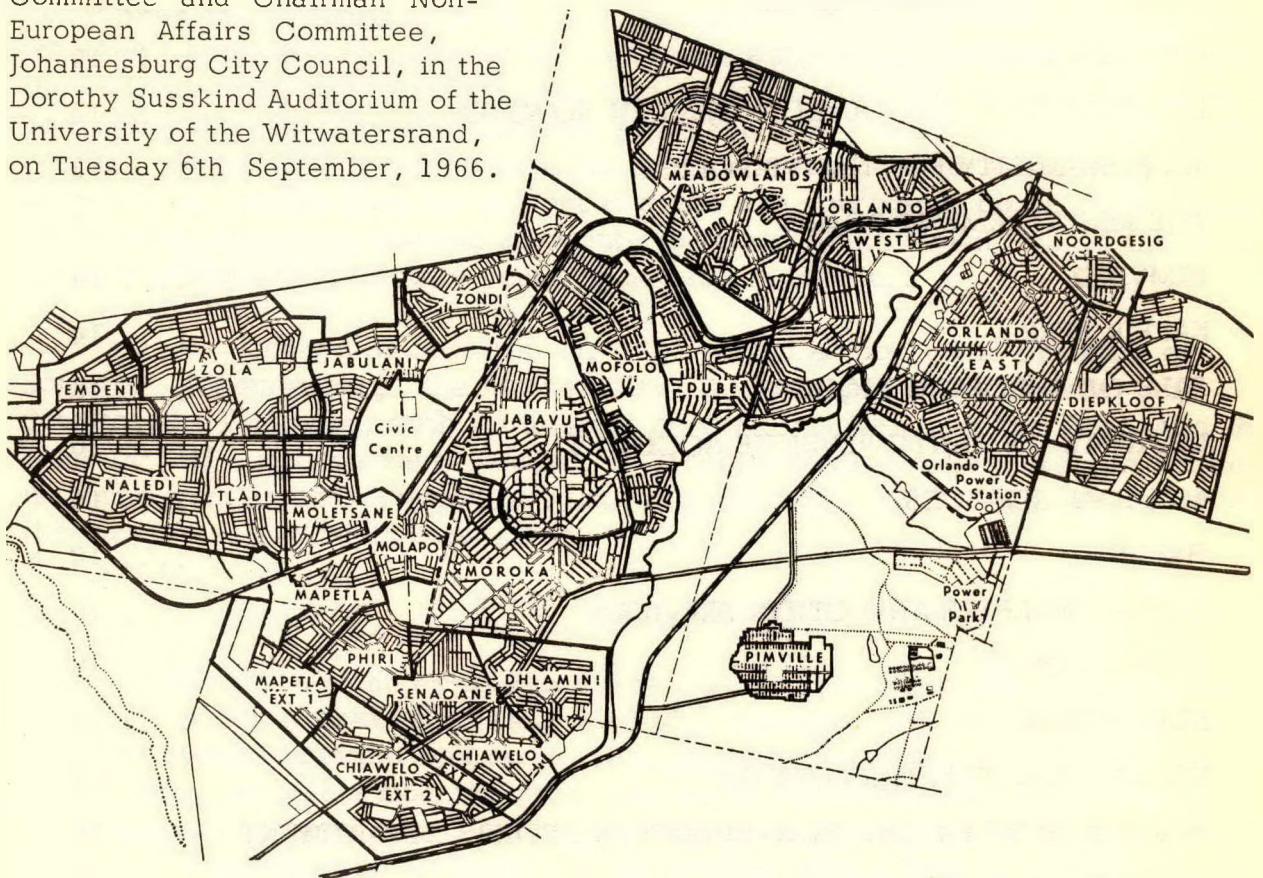 Committee and Chairman Non-
European Affairs Committee,
Johannesburg City Council, in the
Dorothy Susskind Auditorium of the
University of the Witwatersrand,
on Tuesday 6th September, 1966.
MEADOWLANDS
ORLANDO
WEST
NOORDGESIG
ZONDI
ORLANDO
EAST
ZOLA
JABULANI
MOFOLO
DUBE
EMDENI
DIEPKLOOF
Civic
Centre
JABAVU
NALEDI
TLADI
MOLETSANE
Orlando
Power
Station
MOLAPO
MOROKA
MAPETLA
Power
Park
PHIRI
PIMVILLE
MAPETLA
EXT 1
SENAOANE
DHLAMINI
CHIAWELO
CHIAWELO
EXT 2
EXT